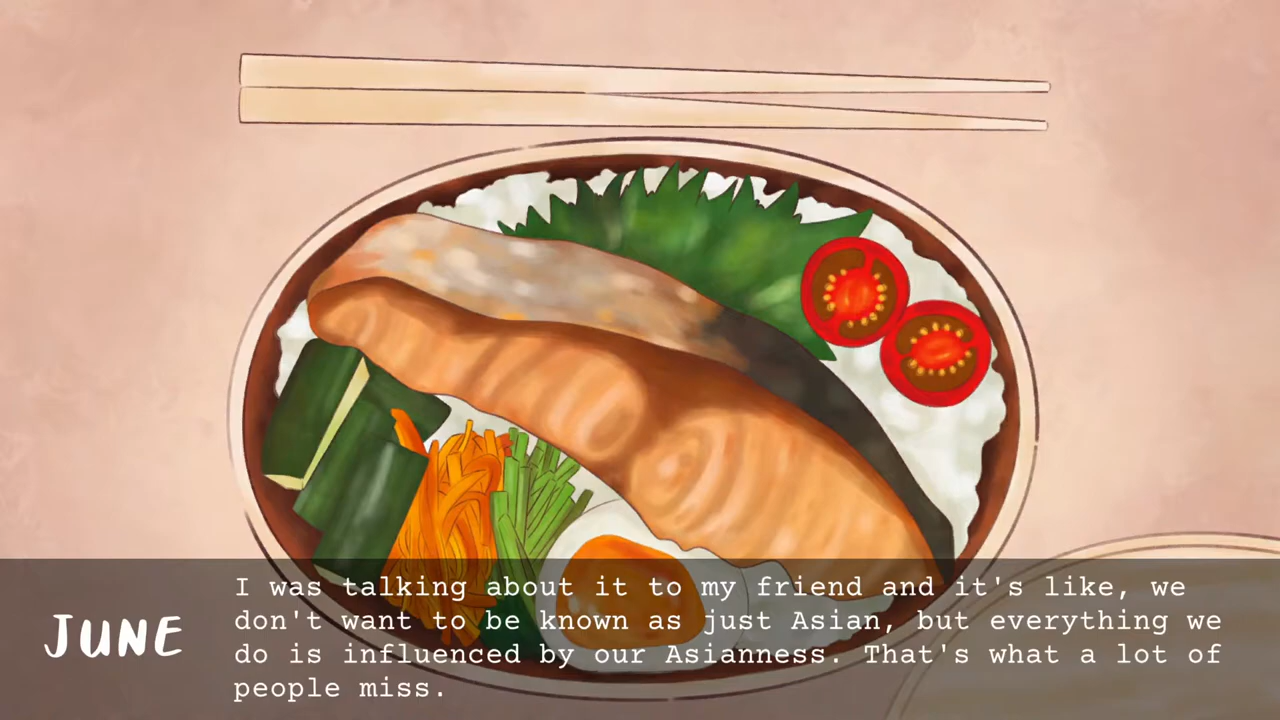 JUNE
I was talking about it to my friend and it's like, we
don't want to be known as just Asian, but everything we
do is influenced by our Asianness. That's what a lot of
people miss.